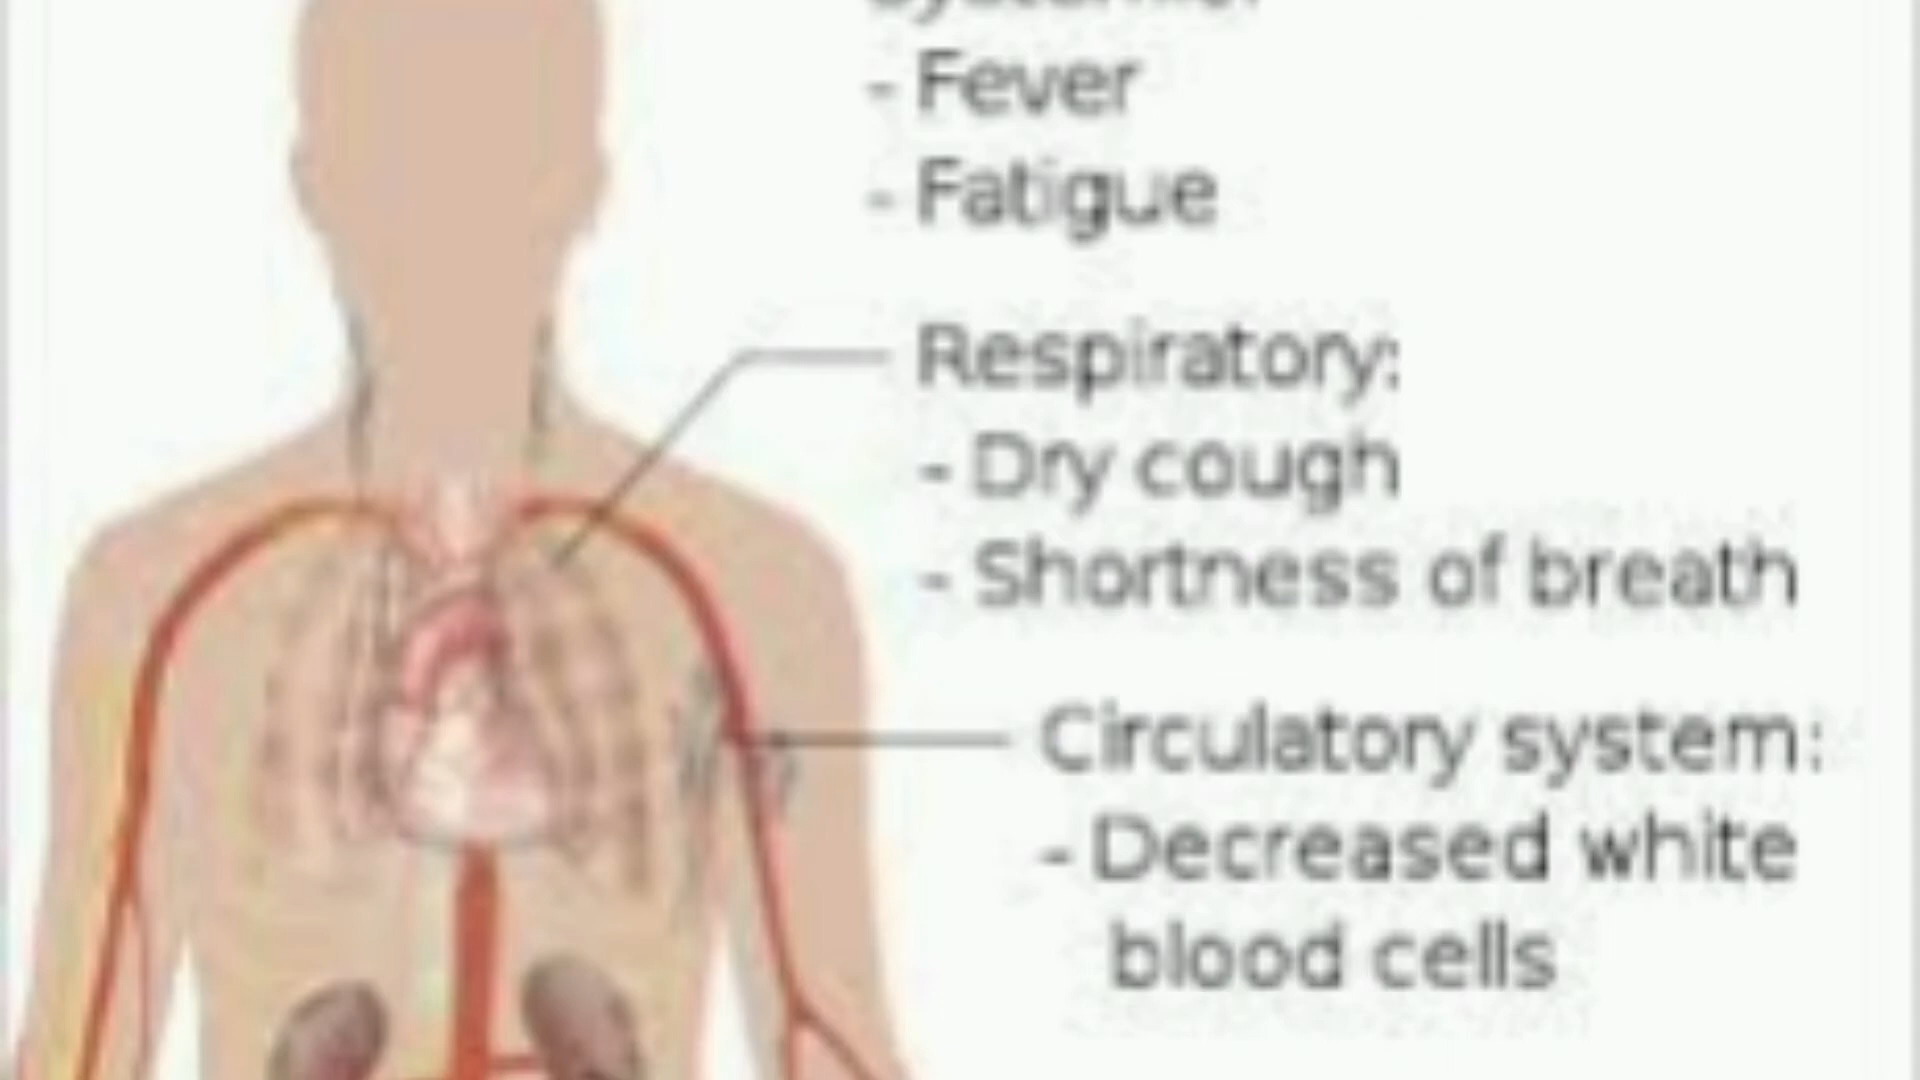 - Fever
- Fatigue
Respiratory:
- Dry cough
- Shortness of breath
Circulatory system:
- Decreased white
blood cells